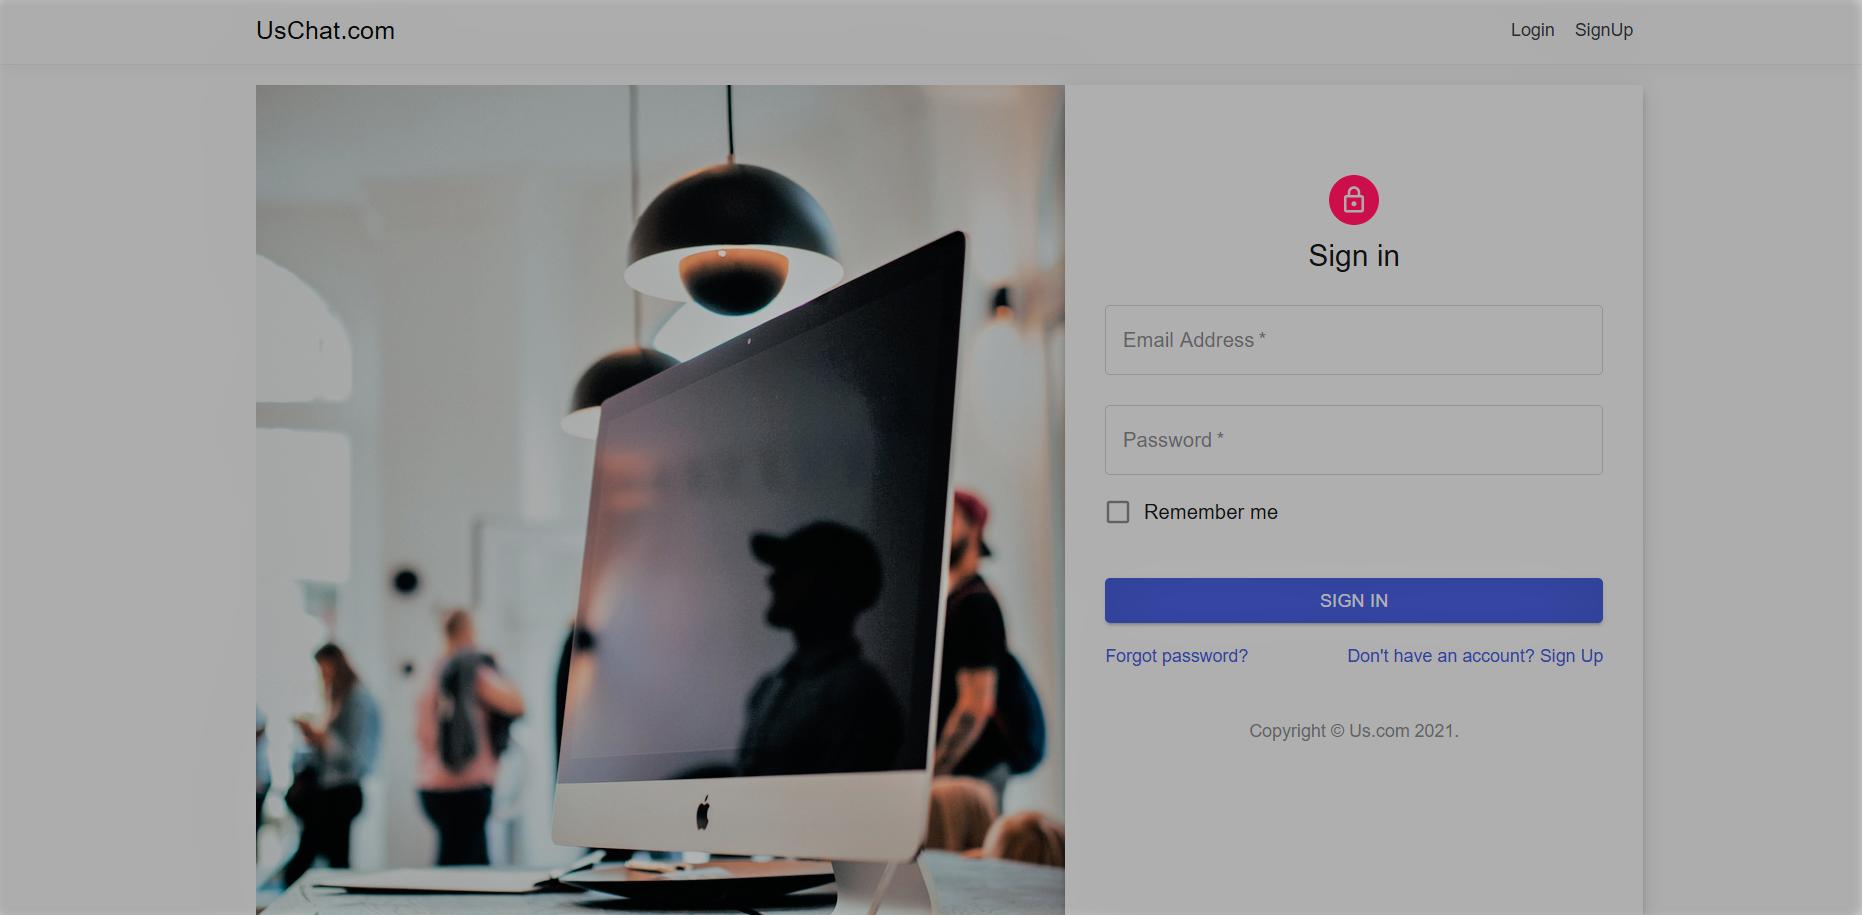 UsChat.com
Login SignUp
Sign in
Email Address *
Password *
Remember me
SIGN IN
Forgot password? Don't have an account? Sign Up
Copyright © Us.com 2021.